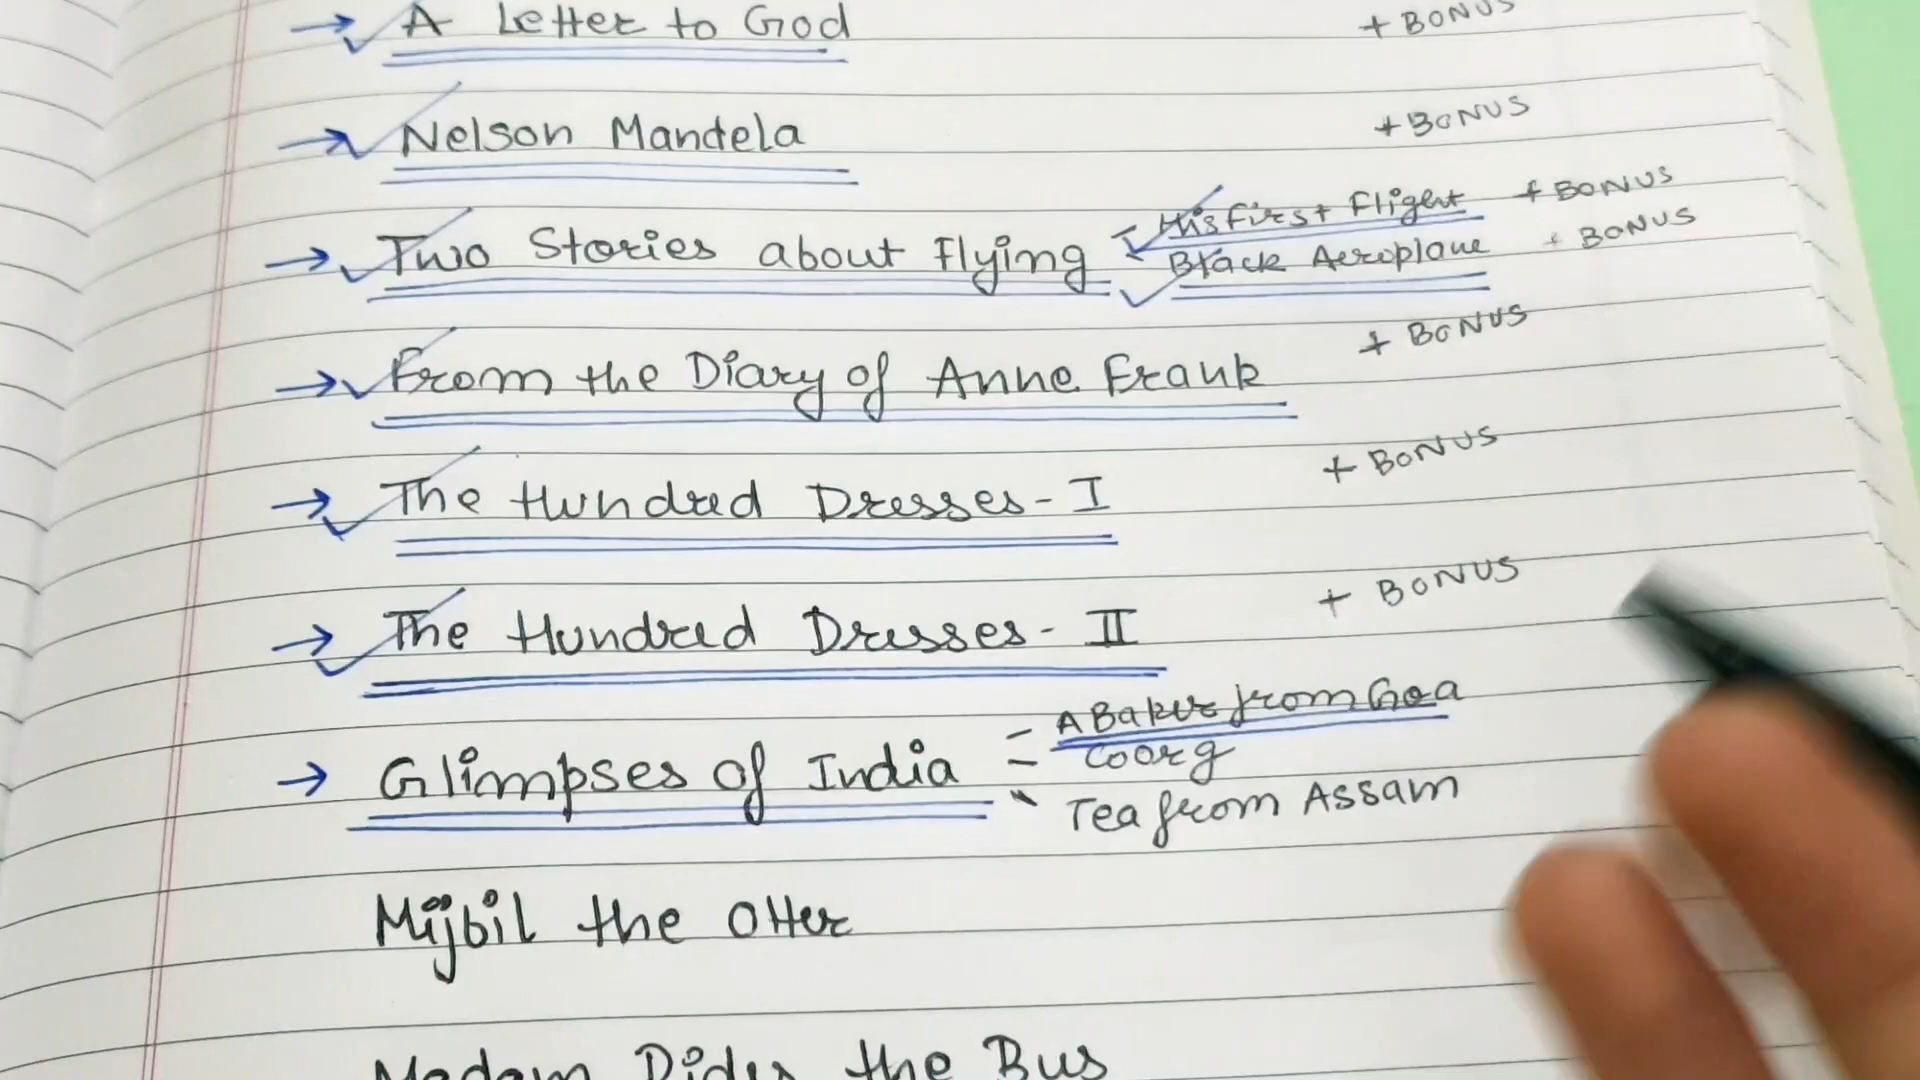 A Letter to God + BONUS
Nelson Mandela + BONUS
Two Stories about Flying His First Flight + BONUS
Black Aeroplane + BONUS
From the Diary of Anne Frank + BONUS
The Hundred Dresses - I + BONUS
The Hundred Dresses - II + BONUS
Glimpses of India - A Baker from Goa
- Coorg
Tea from Assam
Mijbil the Otter
Madam Rides the Bus